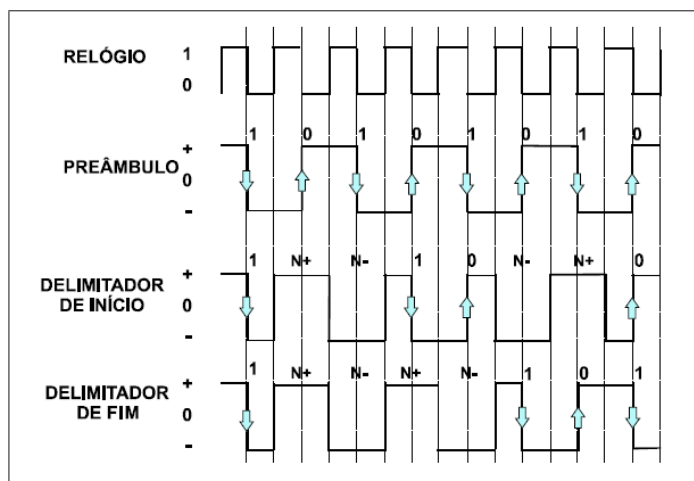 RELÓGIO 1
0
1 0 1 0 1 0 1 0
+
PREÂMBULO 0
-
1 N+ N- 1 0 N- N+ 0
+
DELIMITADOR
DE INÍCIO 0
-
1 N+ N- N+ N- 1 0 1
+
DELIMITADOR
DE FIM 0
-